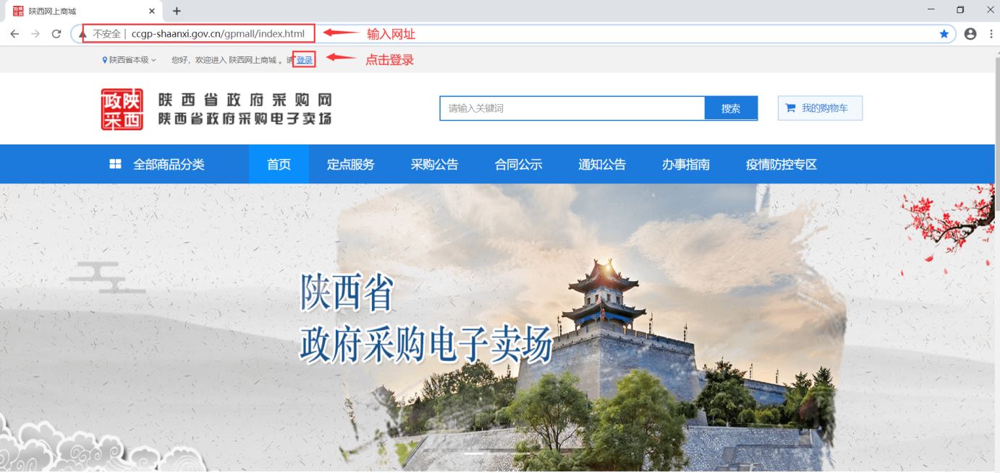 陕西网上商城
不安全 | ccgp-shaanxi.gov.cn/gpmall/index.html
输入网址
陕西省本级 您好，欢迎进入 陕西网上商城 。请 登录
点击登录
政陕
采西
陕西省政府采购网
陕西省政府采购电子卖场
请输入关键词 搜索 我的购物车
全部商品分类 首页 定点服务 采购公告 合同公示 通知公告 办事指南 疫情防控专区
陕西省
政府采购电子卖场